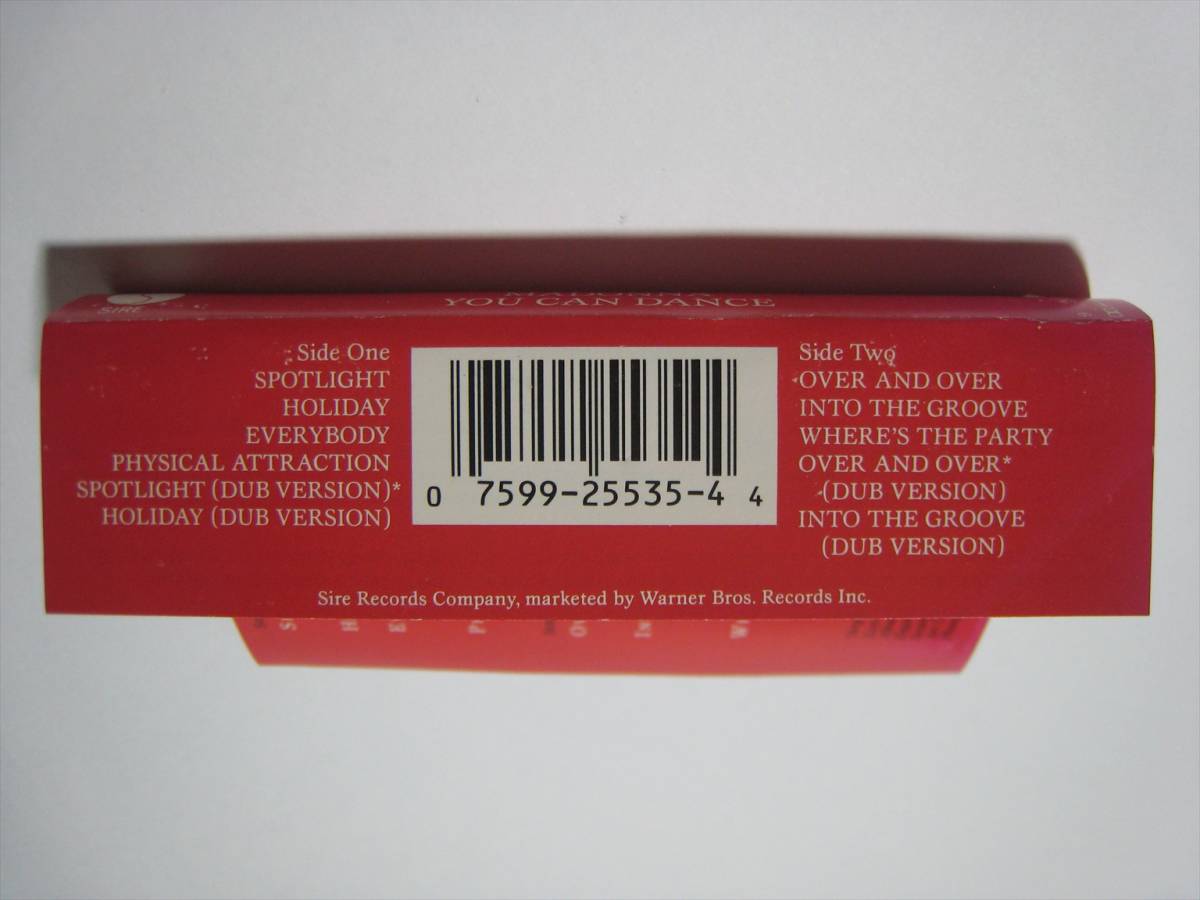 SIRE
MADONNA
YOU CAN DANCE
Side One
SPOTLIGHT
HOLIDAY
EVERYBODY
PHYSICAL ATTRACTION
SPOTLIGHT (DUB VERSION)*
HOLIDAY (DUB VERSION)
0 7599-25535-4 4
Side Two
OVER AND OVER
INTO THE GROOVE
WHERE'S THE PARTY
OVER AND OVER*
(DUB VERSION)
INTO THE GROOVE
(DUB VERSION)
Sire Records Company, marketed by Warner Bros. Records Inc.